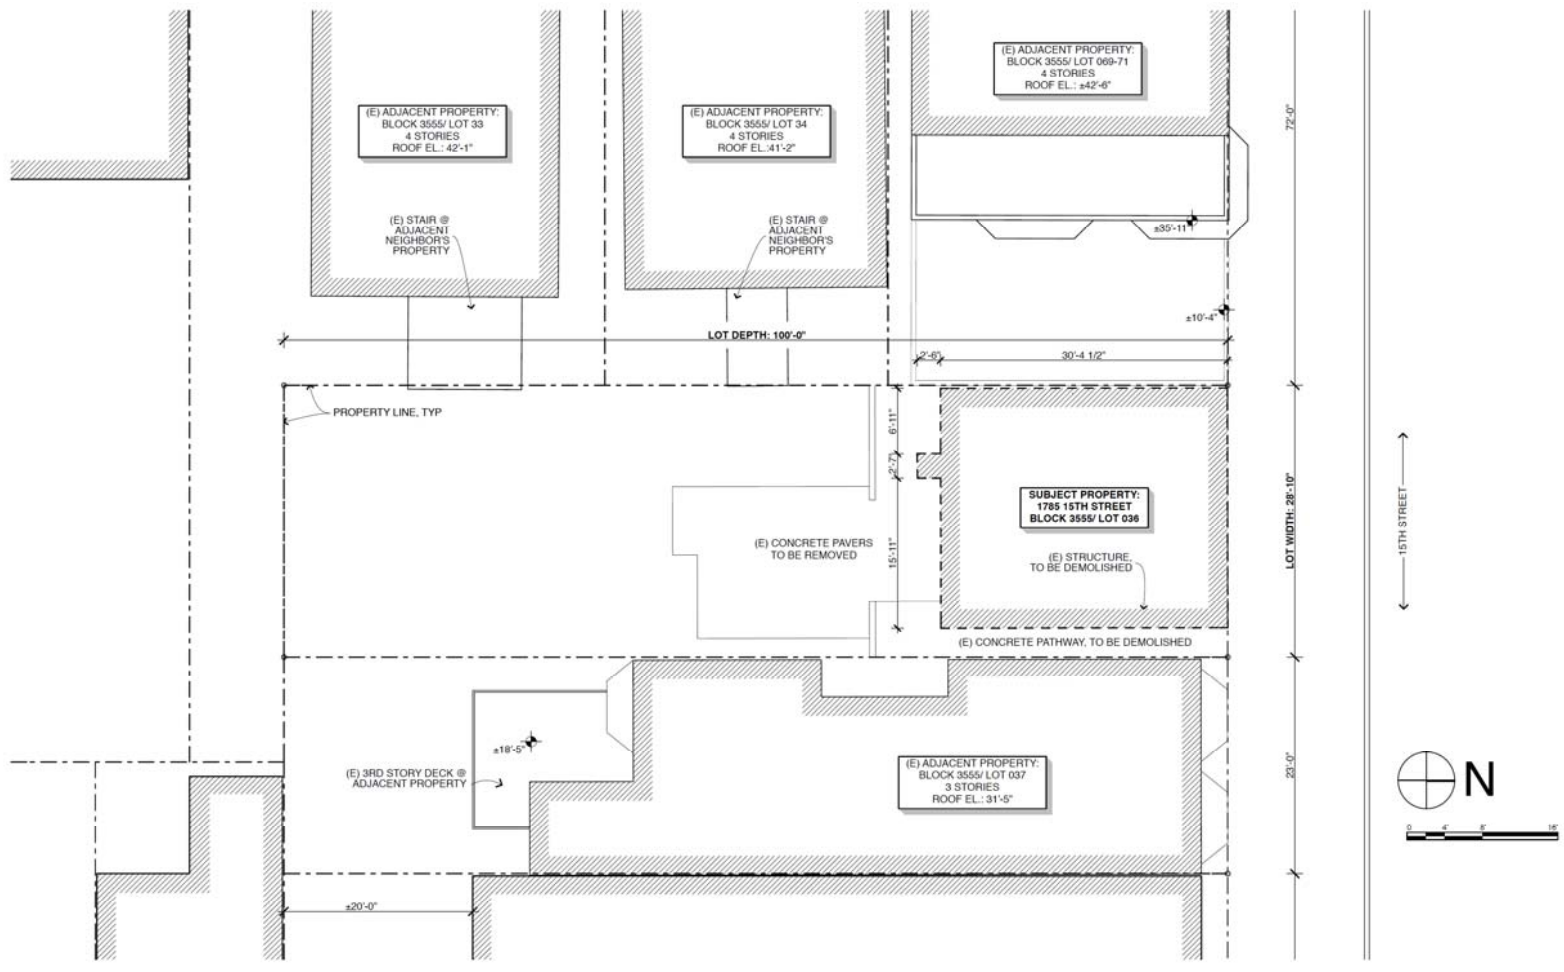 (E) ADJACENT PROPERTY:
BLOCK 3555/ LOT 069-71
4 STORIES
ROOF EL.: ±42'-6"
72'-0"
(E) ADJACENT PROPERTY:
BLOCK 3555/ LOT 33
4 STORIES
ROOF EL.: 42'-1"
(E) ADJACENT PROPERTY:
BLOCK 3555/ LOT 34
4 STORIES
ROOF EL.:41'-2"
(E) STAIR @
ADJACENT
NEIGHBOR'S
PROPERTY
(E) STAIR @
ADJACENT
NEIGHBOR'S
PROPERTY
±35'-11"
±10'-4"
LOT DEPTH: 100'-0"
2'-6"
30'-4 1/2"
PROPERTY LINE, TYP
6'-11"
2'-7"
15'-11"
SUBJECT PROPERTY:
1785 15TH STREET
BLOCK 3555/ LOT 036
LOT WIDTH: 28'-10"
15TH STREET
(E) CONCRETE PAVERS
TO BE REMOVED
(E) STRUCTURE,
TO BE DEMOLISHED
(E) CONCRETE PATHWAY, TO BE DEMOLISHED
±18'-5"
(E) 3RD STORY DECK @
ADJACENT PROPERTY
(E) ADJACENT PROPERTY:
BLOCK 3555/ LOT 037
3 STORIES
ROOF EL.: 31'-5"
23'-0"
N
0 4' 8' 16'
±20'-0"